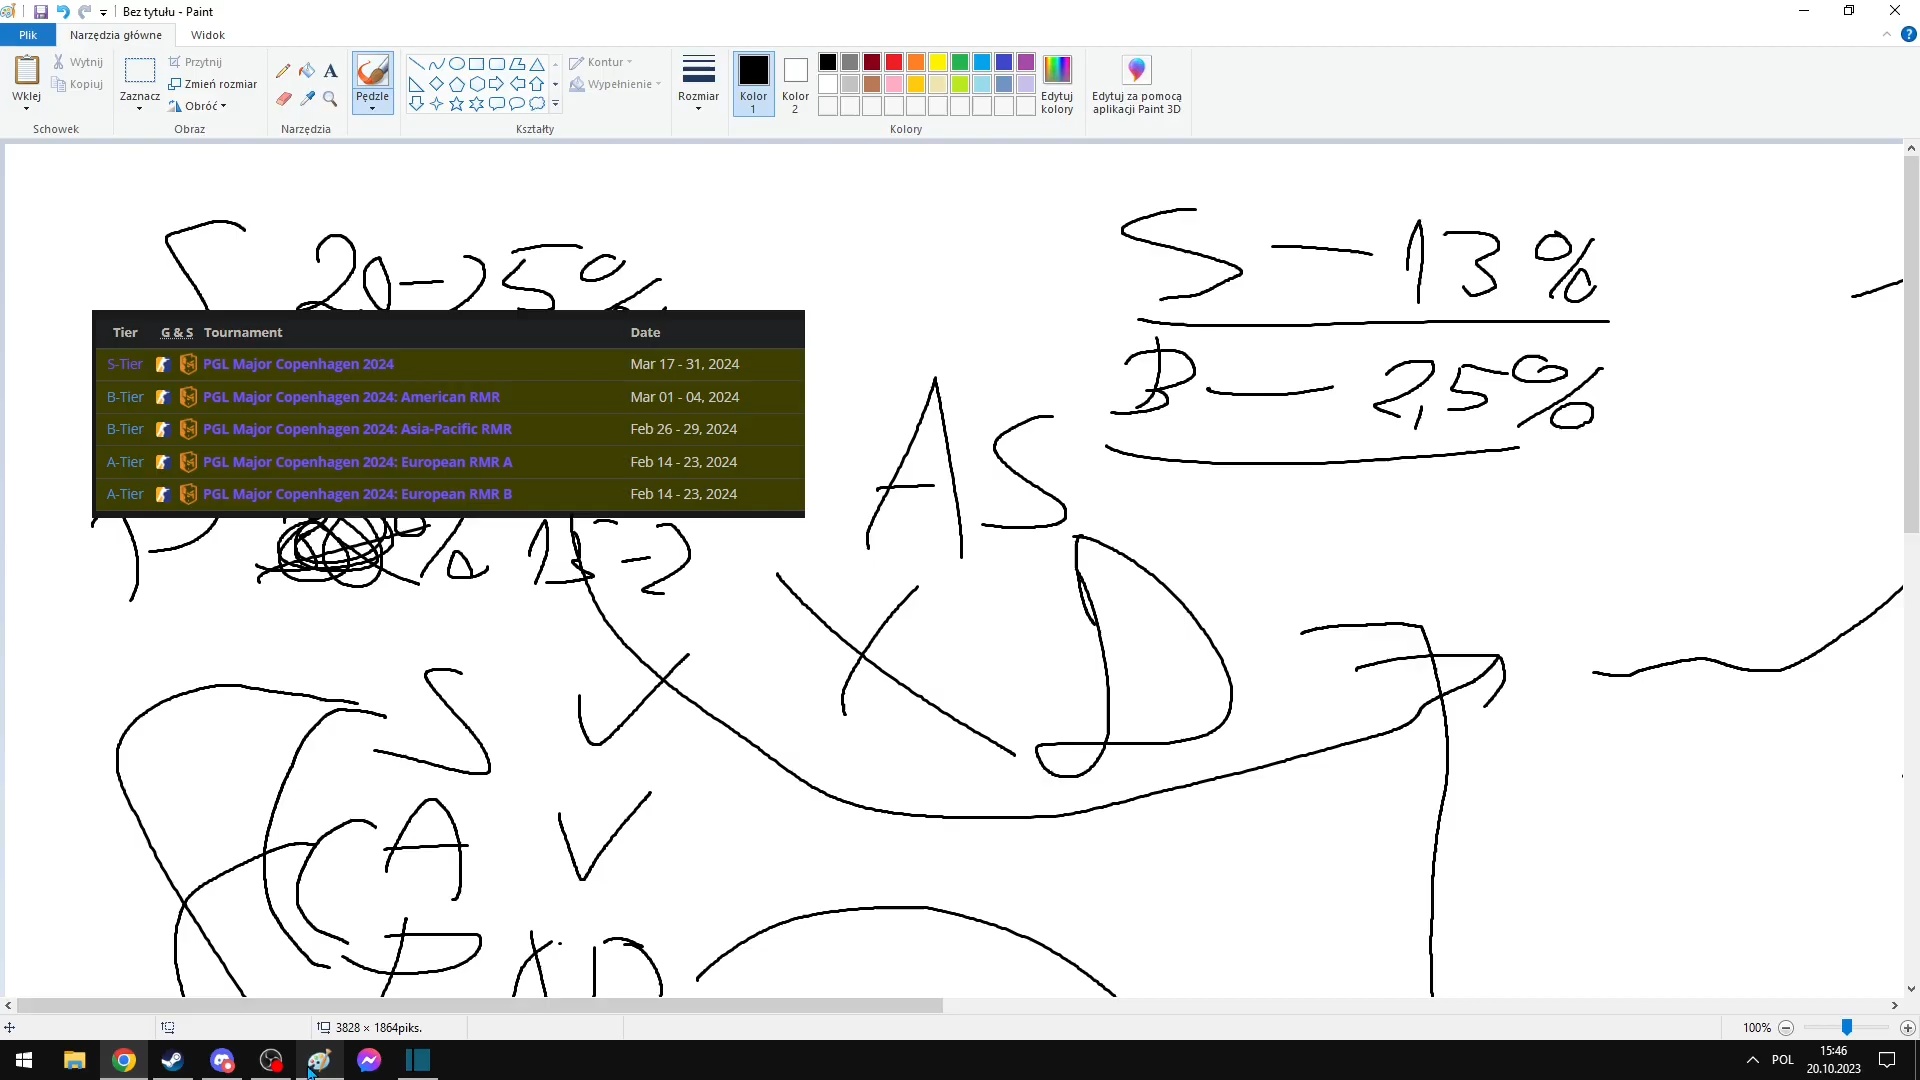 Bez tytułu - Paint
Plik Narzędzia główne Widok
Wklej Wytnij Kopiuj Schowek
Zaznacz Przytnij Zmień rozmiar Obróć Obraz
A Narzędzia
Pędzle
Kształty
Kontur Wypełnienie
Rozmiar
Kolor 1 Kolor 2 Kolory
Edytuj kolory
Edytuj za pomocą aplikacji Paint 3D
S 20-25%
S — 13%
B — 2,5%
Tier G & S Tournament Date
S-Tier PGL Major Copenhagen 2024 Mar 17 - 31, 2024
B-Tier PGL Major Copenhagen 2024: American RMR Mar 01 - 04, 2024
B-Tier PGL Major Copenhagen 2024: Asia-Pacific RMR Feb 26 - 29, 2024
A-Tier PGL Major Copenhagen 2024: European RMR A Feb 14 - 23, 2024
A-Tier PGL Major Copenhagen 2024: European RMR B Feb 14 - 23, 2024
A S
D
S
A
3828 × 1864piks.
100%
POL
15:46
20.10.2023